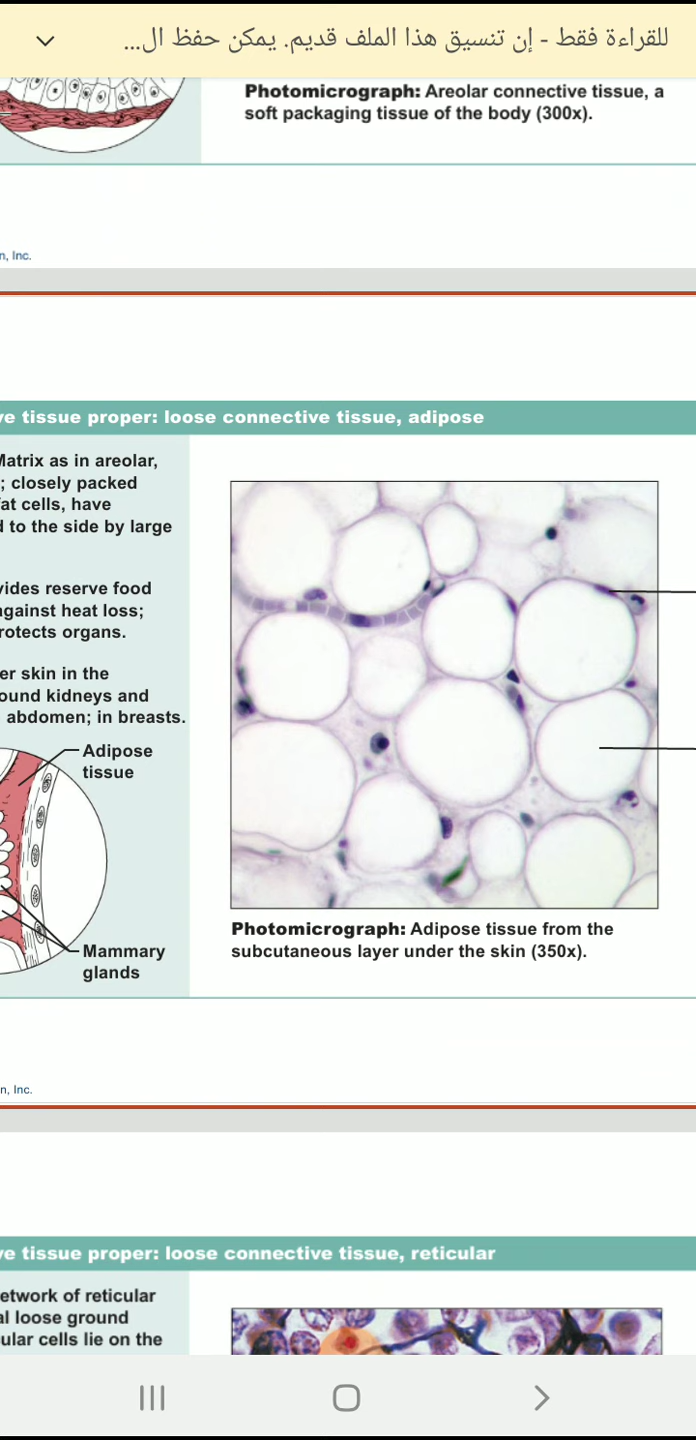 للقراءة فقط - إن تنسيق هذا الملف قديم. يمكن حفظ ال...
Photomicrograph: Areolar connective tissue, a
soft packaging tissue of the body (300x).
n, Inc.
ve tissue proper: loose connective tissue, adipose
Matrix as in areolar,
; closely packed
fat cells, have
d to the side by large
vides reserve food
against heat loss;
rotects organs.
er skin in the
ound kidneys and
abdomen; in breasts.
Adipose
tissue
Mammary
glands
Photomicrograph: Adipose tissue from the
subcutaneous layer under the skin (350x).
n, Inc.
ve tissue proper: loose connective tissue, reticular
etwork of reticular
al loose ground
ular cells lie on the